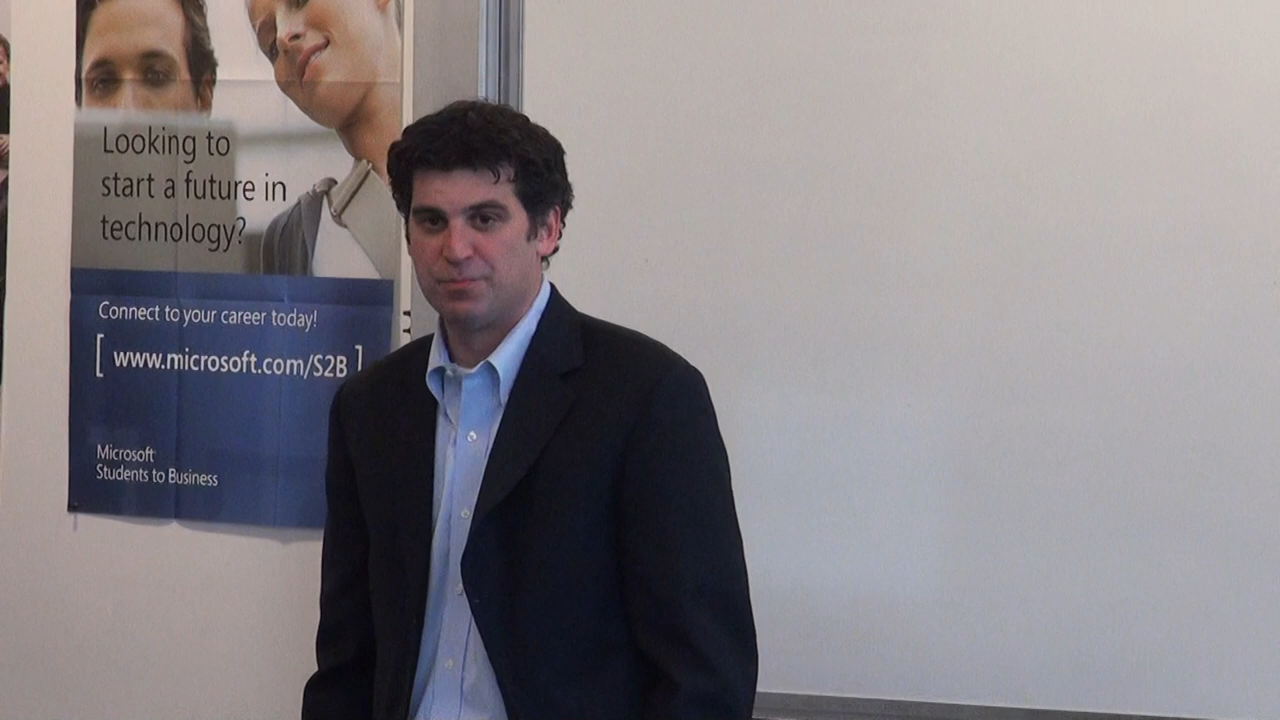 Looking to
start a future in
technology?
Connect to your career today!
[ www.microsoft.com/S2B ]
Microsoft
Students to Business